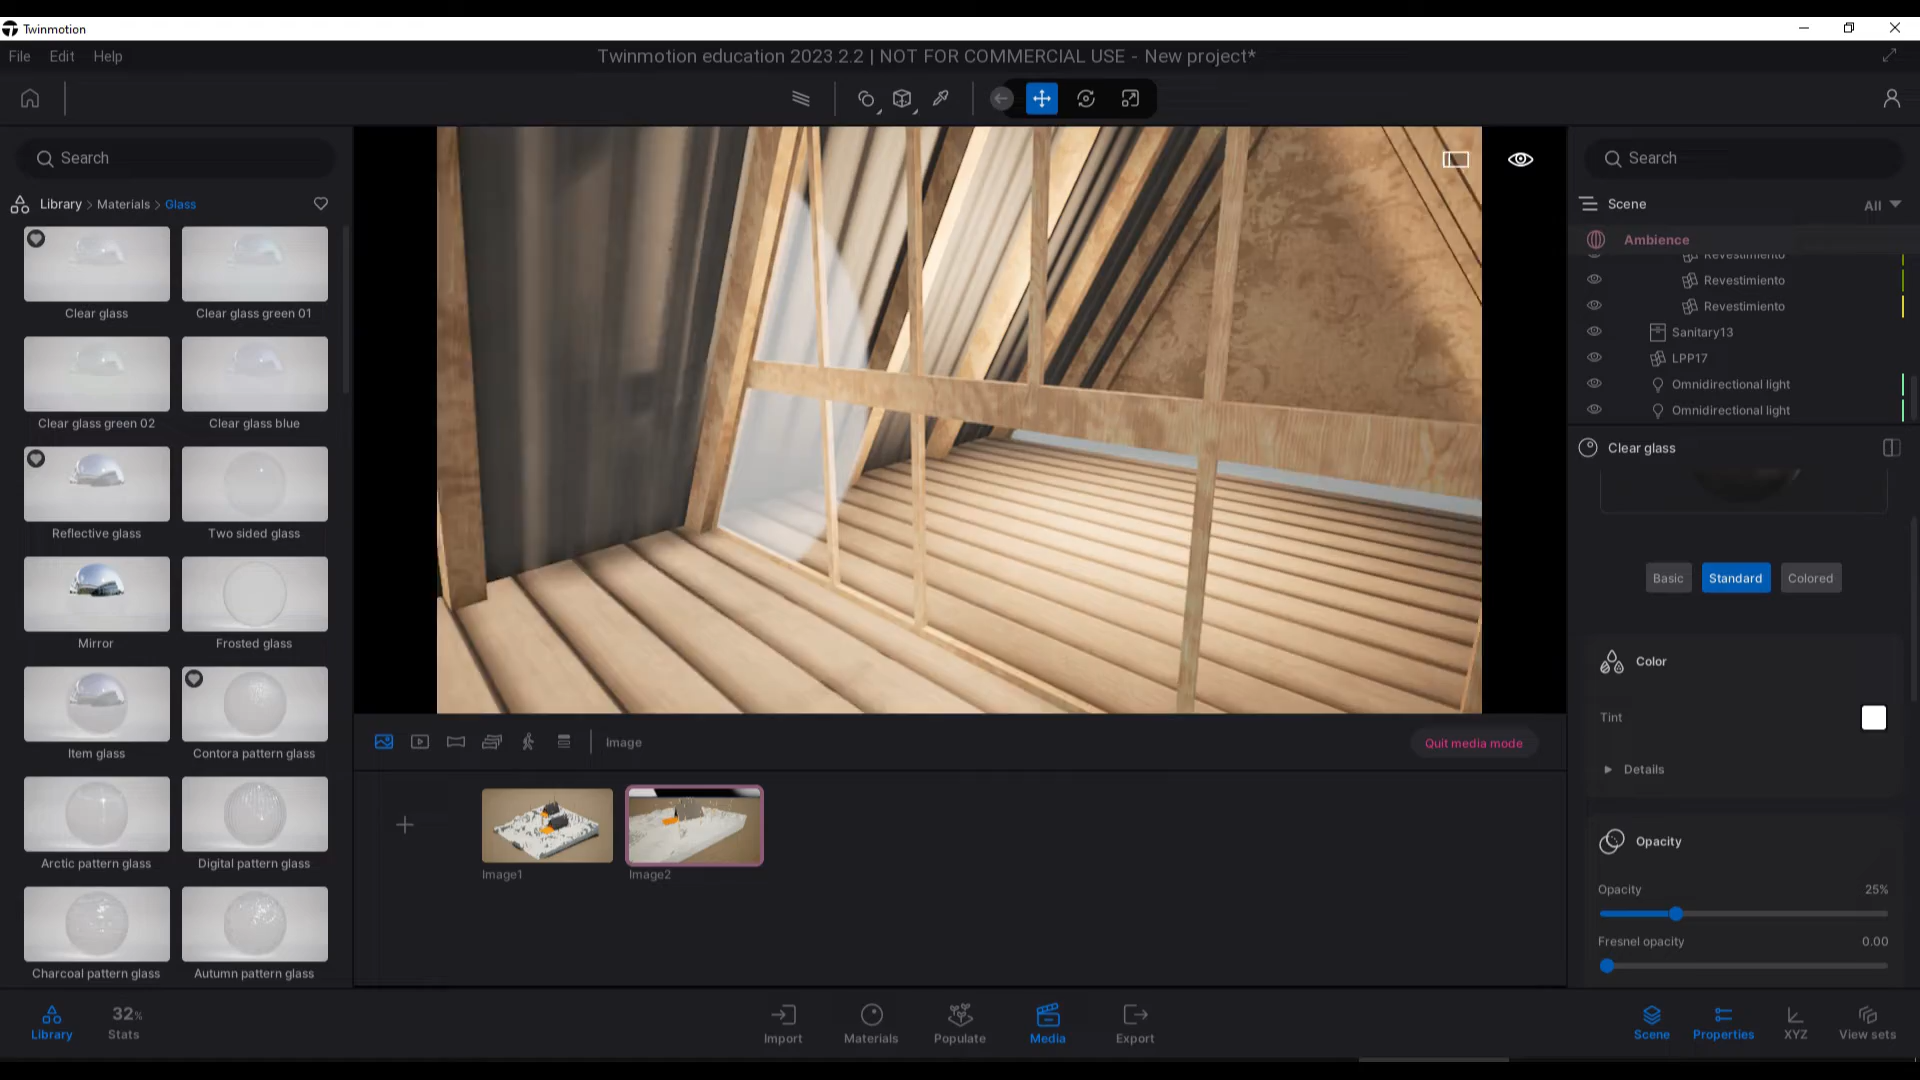 Twinmotion
File Edit Help
Twinmotion education 2023.2.2 | NOT FOR COMMERCIAL USE - New project*
Search
Library > Materials > Glass
Clear glass
Clear glass green 01
Clear glass green 02
Clear glass blue
Reflective glass
Two sided glass
Mirror
Frosted glass
Item glass
Contora pattern glass
Arctic pattern glass
Digital pattern glass
Charcoal pattern glass
Autumn pattern glass
Image
Quit media mode
Image1
Image2
Search
Scene
All
Ambience
Revestimiento
Revestimiento
Revestimiento
Sanitary13
LPP17
Omnidirectional light
Omnidirectional light
Clear glass
Basic
Standard
Colored
Color
Tint
Details
Opacity
Opacity 25%
Fresnel opacity 0.00
Library
32%
Stats
Import
Materials
Populate
Media
Export
Scene
Properties
XYZ
View sets